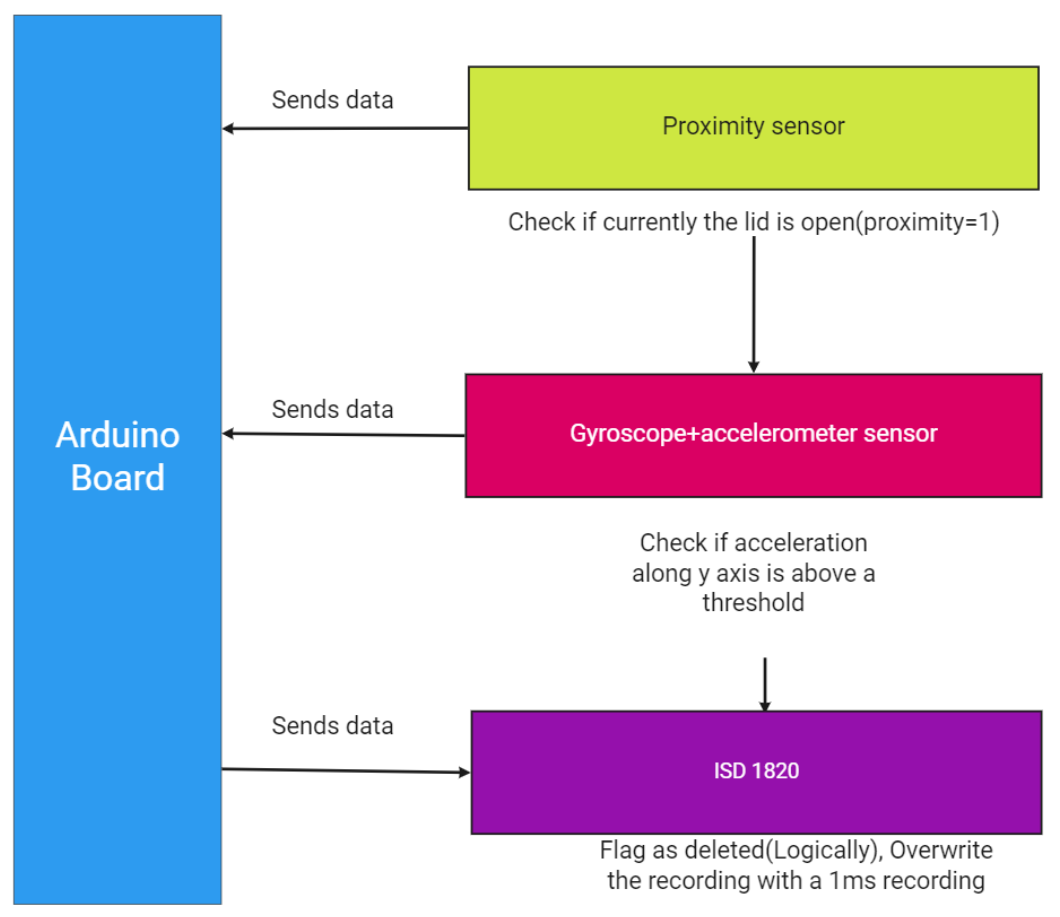 Sends data
Proximity sensor
Check if currently the lid is open(proximity=1)
Arduino
Board
Sends data
Gyroscope+accelerometer sensor
Check if acceleration
along y axis is above a
threshold
Sends data
ISD 1820
Flag as deleted(Logically), Overwrite
the recording with a 1ms recording